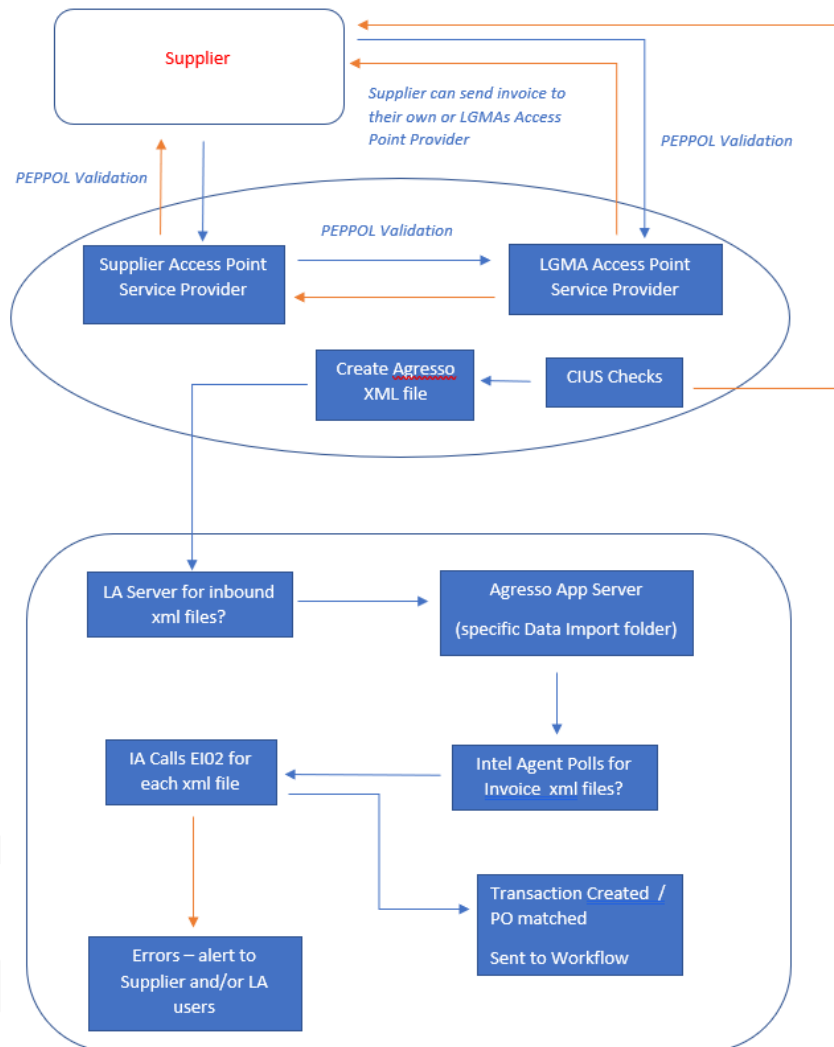 Supplier
Supplier can send invoice to
their own or LGMAs Access
Point Provider
PEPPOL Validation
PEPPOL Validation
PEPPOL Validation
Supplier Access Point
Service Provider
LGMA Access Point
Service Provider
Create Agresso
XML file
CIUS Checks
LA Server for inbound
xml files?
Agresso App Server
(specific Data Import folder)
IA Calls EI02 for
each xml file
Intel Agent Polls for
Invoice xml files?
Transaction Created /
PO matched
Sent to Workflow
Errors – alert to
Supplier and/or LA
users